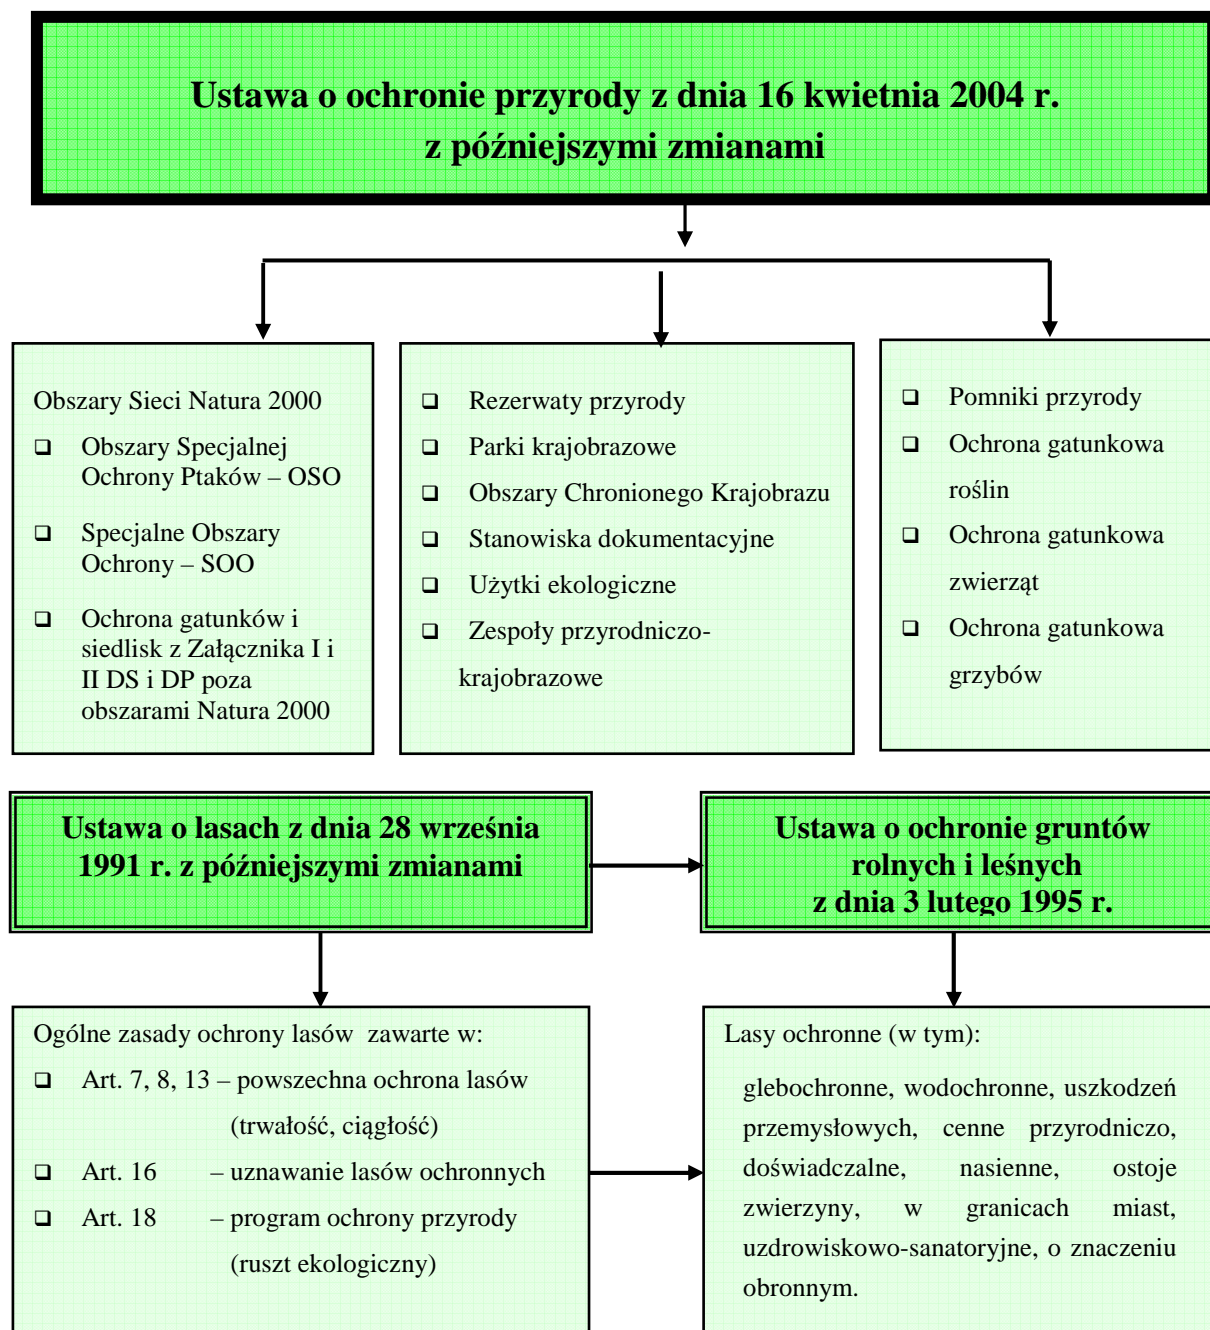 Ustawa o ochronie przyrody z dnia 16 kwietnia 2004 r.
z późniejszymi zmianami
Obszary Sieci Natura 2000
❑ Obszary Specjalnej
Ochrony Ptaków – OSO
❑ Specjalne Obszary
Ochrony – SOO
❑ Ochrona gatunków i
siedlisk z Załącznika I i
II DS i DP poza
obszarami Natura 2000
❑ Rezerwaty przyrody
❑ Parki krajobrazowe
❑ Obszary Chronionego Krajobrazu
❑ Stanowiska dokumentacyjne
❑ Użytki ekologiczne
❑ Zespoły przyrodniczo-
krajobrazowe
❑ Pomniki przyrody
❑ Ochrona gatunkowa
roślin
❑ Ochrona gatunkowa
zwierząt
❑ Ochrona gatunkowa
grzybów
Ustawa o lasach z dnia 28 września
1991 r. z późniejszymi zmianami
Ustawa o ochronie gruntów
rolnych i leśnych
z dnia 3 lutego 1995 r.
Ogólne zasady ochrony lasów zawarte w:
❑ Art. 7, 8, 13 – powszechna ochrona lasów
(trwałość, ciągłość)
❑ Art. 16 – uznawanie lasów ochronnych
❑ Art. 18 – program ochrony przyrody
(ruszt ekologiczny)
Lasy ochronne (w tym):
glebochronne, wodochronne, uszkodzeń
przemysłowych, cenne przyrodniczo,
doświadczalne, nasienne, ostoje
zwierzyny, w granicach miast,
uzdrowiskowo-sanatoryjne, o znaczeniu
obronnym.